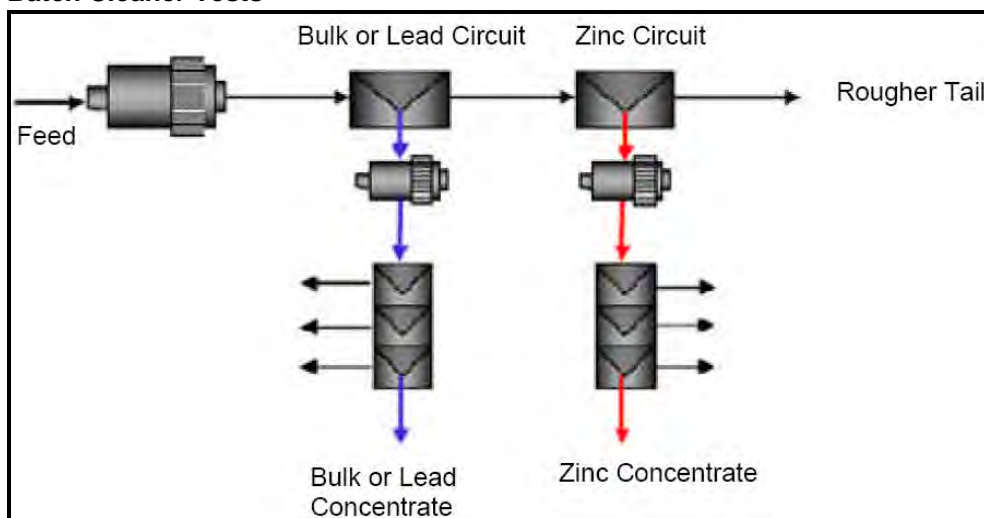 Batch Cleaner Tests
Bulk or Lead Circuit
Zinc Circuit
Rougher Tail
Feed
Bulk or Lead
Concentrate
Zinc Concentrate